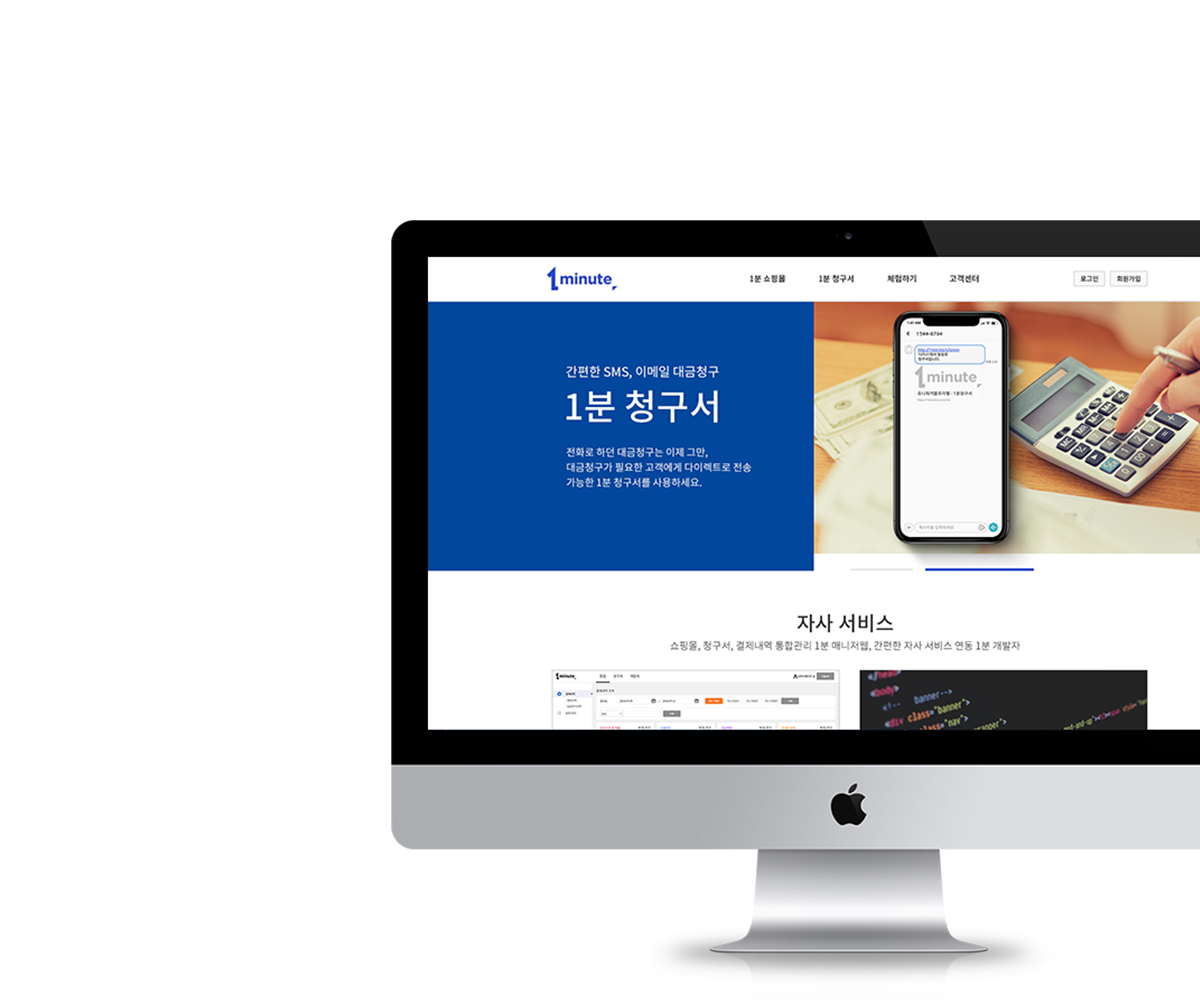 1minute
1분 쇼핑몰
1분 청구서
체험하기
고객센터
로그인
회원가입
간편한 SMS, 이메일 대금청구
1분 청구서
전화로 하던 대금청구는 이제 그만,
대금청구가 필요한 고객에게 다이렉트로 전송
가능한 1분 청구서를 사용하세요.
1544-6794
1minute
자사 서비스
쇼핑몰, 청구서, 결제내역 통합관리 1분 매니저웹, 간편한 자사 서비스 연동 1분 개발자
1minute
<body>
<!-- banner-->
<div class="banner">
class="nav">